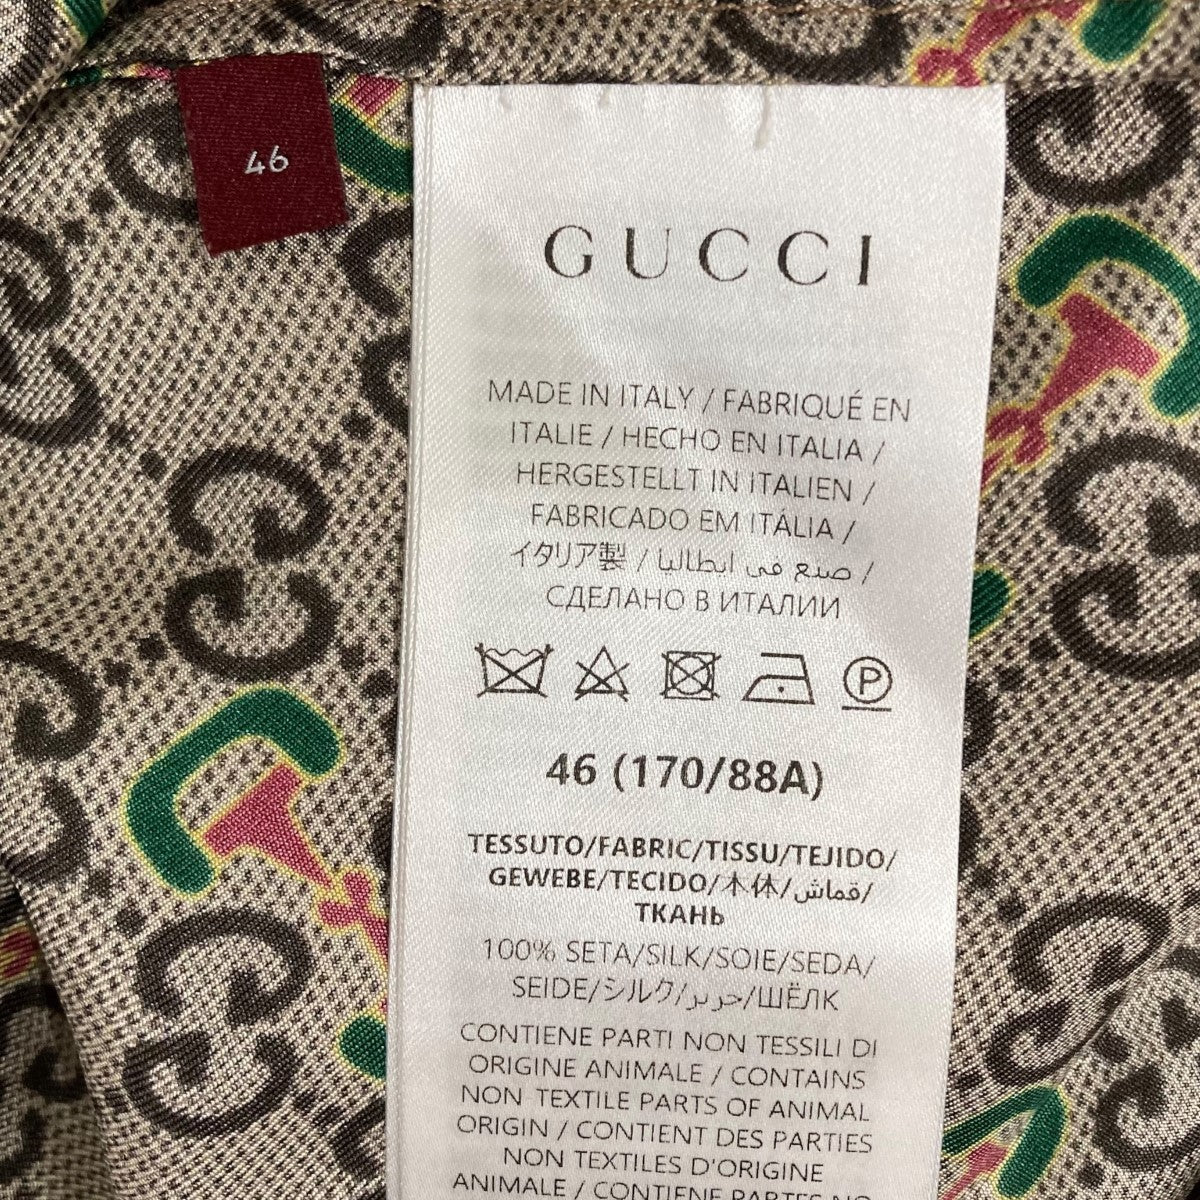 46
GUCCI
MADE IN ITALY / FABRIQUÉ EN
ITALIE / HECHO EN ITALIA /
HERGESTELLT IN ITALIEN /
FABRICADO EM ITÁLIA /
イタリア製 / صنع في ايطاليا /
СДЕЛАНО В ИТАЛИИ
P
46 (170/88A)
TESSUTO/FABRIC/TISSU/TEJIDO/
GEWEBE/TECIDO/本体/قماش/
ТКАНЬ
100% SETA/SILK/SOIE/SEDA/
SEIDE/シルク/حرير/ШЁЛК
CONTIENE PARTI NON TESSILI DI
ORIGINE ANIMALE / CONTAINS
NON TEXTILE PARTS OF ANIMAL
ORIGIN / CONTIENT DES PARTIES
NON TEXTILES D'ORIGINE
ANIMALE / CONTIENE PARTES NO